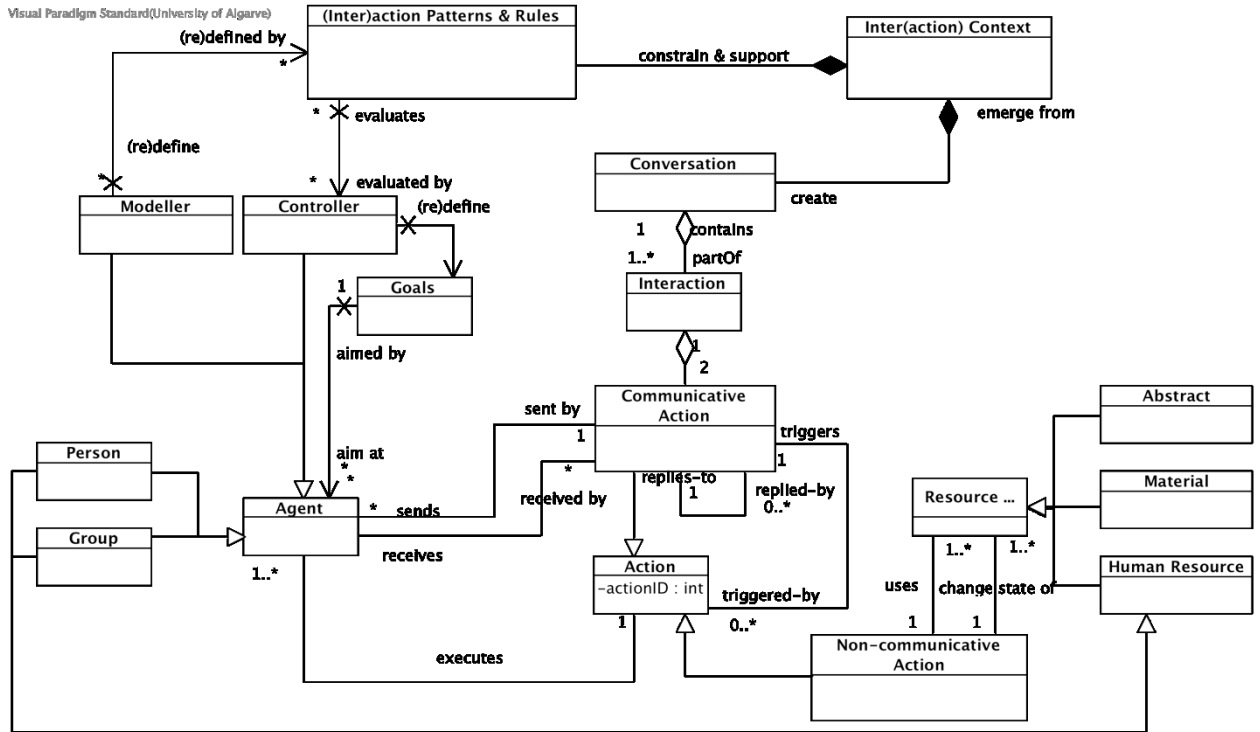 Visual Paradigm Standard(University of Algarve)
(Inter)action Patterns & Rules
Inter(action) Context
(re)defined by
*
constrain & support
* evaluates
emerge from
(re)define
Conversation
*
* evaluated by
create
Modeller
Controller
(re)define
1 contains
1..* partOf
1
Goals
Interaction
aimed by
1
2
Communicative
Action
Abstract
sent by
1
triggers
1
Person
aim at
*
*
*
replies-to
received by
1
replied-by
0..*
Resource ...
Material
Agent
* sends
Group
receives
1..*
1..*
1..*
Action
-actionID : int
Human Resource
triggered-by
0..*
uses
change state of
1
1
1
executes
Non-communicative
Action